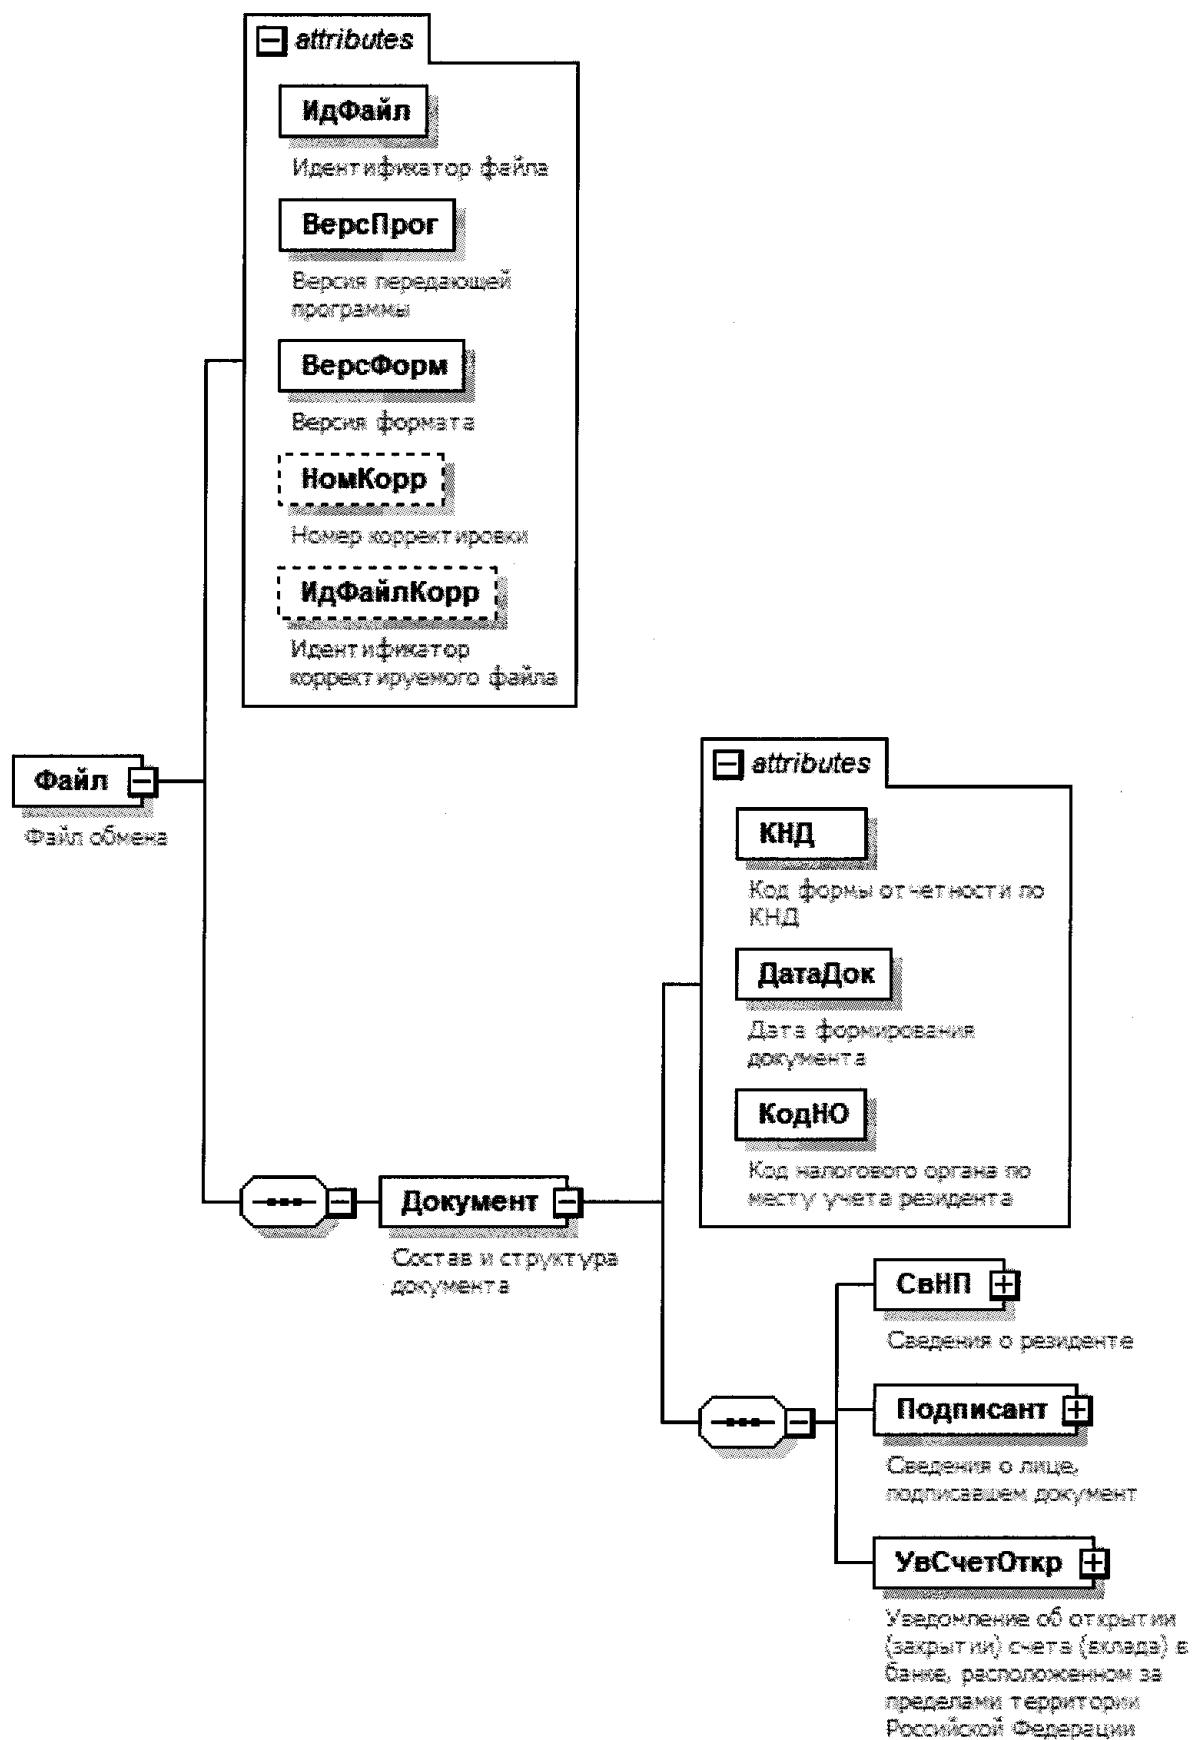 attributes
ИдФайл
Идентификатор файла
ВерсПрог
Версия передающей
программы
ВерсФорм
Версия формата
НомКорр
Номер корректировки
ИдФайлКорр
Идентификатор
корректируемого файла
Файл
Файл обмена
attributes
КНД
Код формы отчетности по
КНД
ДатаДок
Дата формирования
документа
КодНО
Код налогового органа по
месту учета резидента
Документ
Состав и структура
документа
СвНП
Сведения о резиденте
Подписант
Сведения о лице,
подписавшем документ
УвСчетОткр
Уведомление об открытии
(закрытии) счета (вклада) в
банке, расположенном за
пределами территории
Российской Федерации